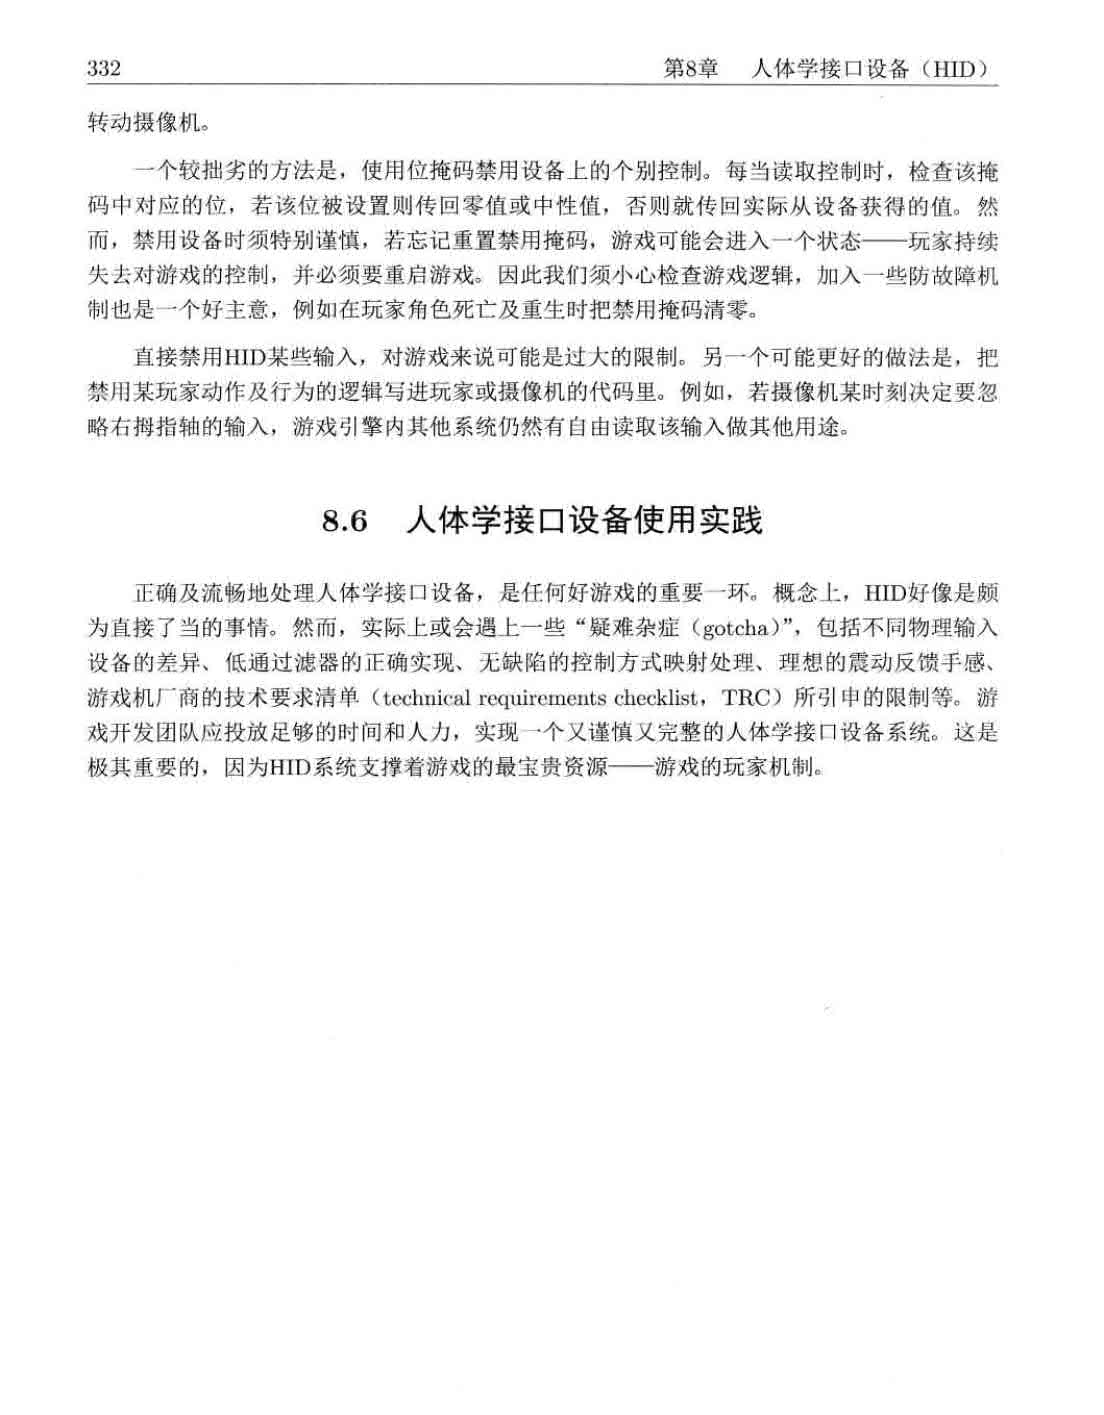 332 第8章 人体学接口设备（HID）
转动摄像机。
一个较拙劣的方法是，使用位掩码禁用设备上的个别控制。每当读取控制时，检查该掩
码中对应的位，若该位被设置则传回零值或中性值，否则就传回实际从设备获得的值。然
而，禁用设备时须特别谨慎，若忘记重置禁用掩码，游戏可能会进入一个状态——玩家持续
失去对游戏的控制，并必须要重启游戏。因此我们须小心检查游戏逻辑，加入一些防故障机
制也是一个好主意，例如在玩家角色死亡及重生时把禁用掩码清零。
直接禁用HID某些输入，对游戏来说可能是过大的限制。另一个可能更好的做法是，把
禁用某玩家动作及行为的逻辑写进玩家或摄像机的代码里。例如，若摄像机某时刻决定要忽
略右拇指轴的输入，游戏引擎内其他系统仍然有自由读取该输入做其他用途。
8.6 人体学接口设备使用实践
正确及流畅地处理人体学接口设备，是任何好游戏的重要一环。概念上，HID好像是颇
为直接了当的事情。然而，实际上或会遇上一些“疑难杂症（gotcha）”，包括不同物理输入
设备的差异、低通过滤器的正确实现、无缺陷的控制方式映射处理、理想的震动反馈手感、
游戏机厂商的技术要求清单（technical requirements checklist，TRC）所引申的限制等。游
戏开发团队应投放足够的时间和人力，实现一个又谨慎又完整的人体学接口设备系统。这是
极其重要的，因为HID系统支撑着游戏的最宝贵资源——游戏的玩家机制。